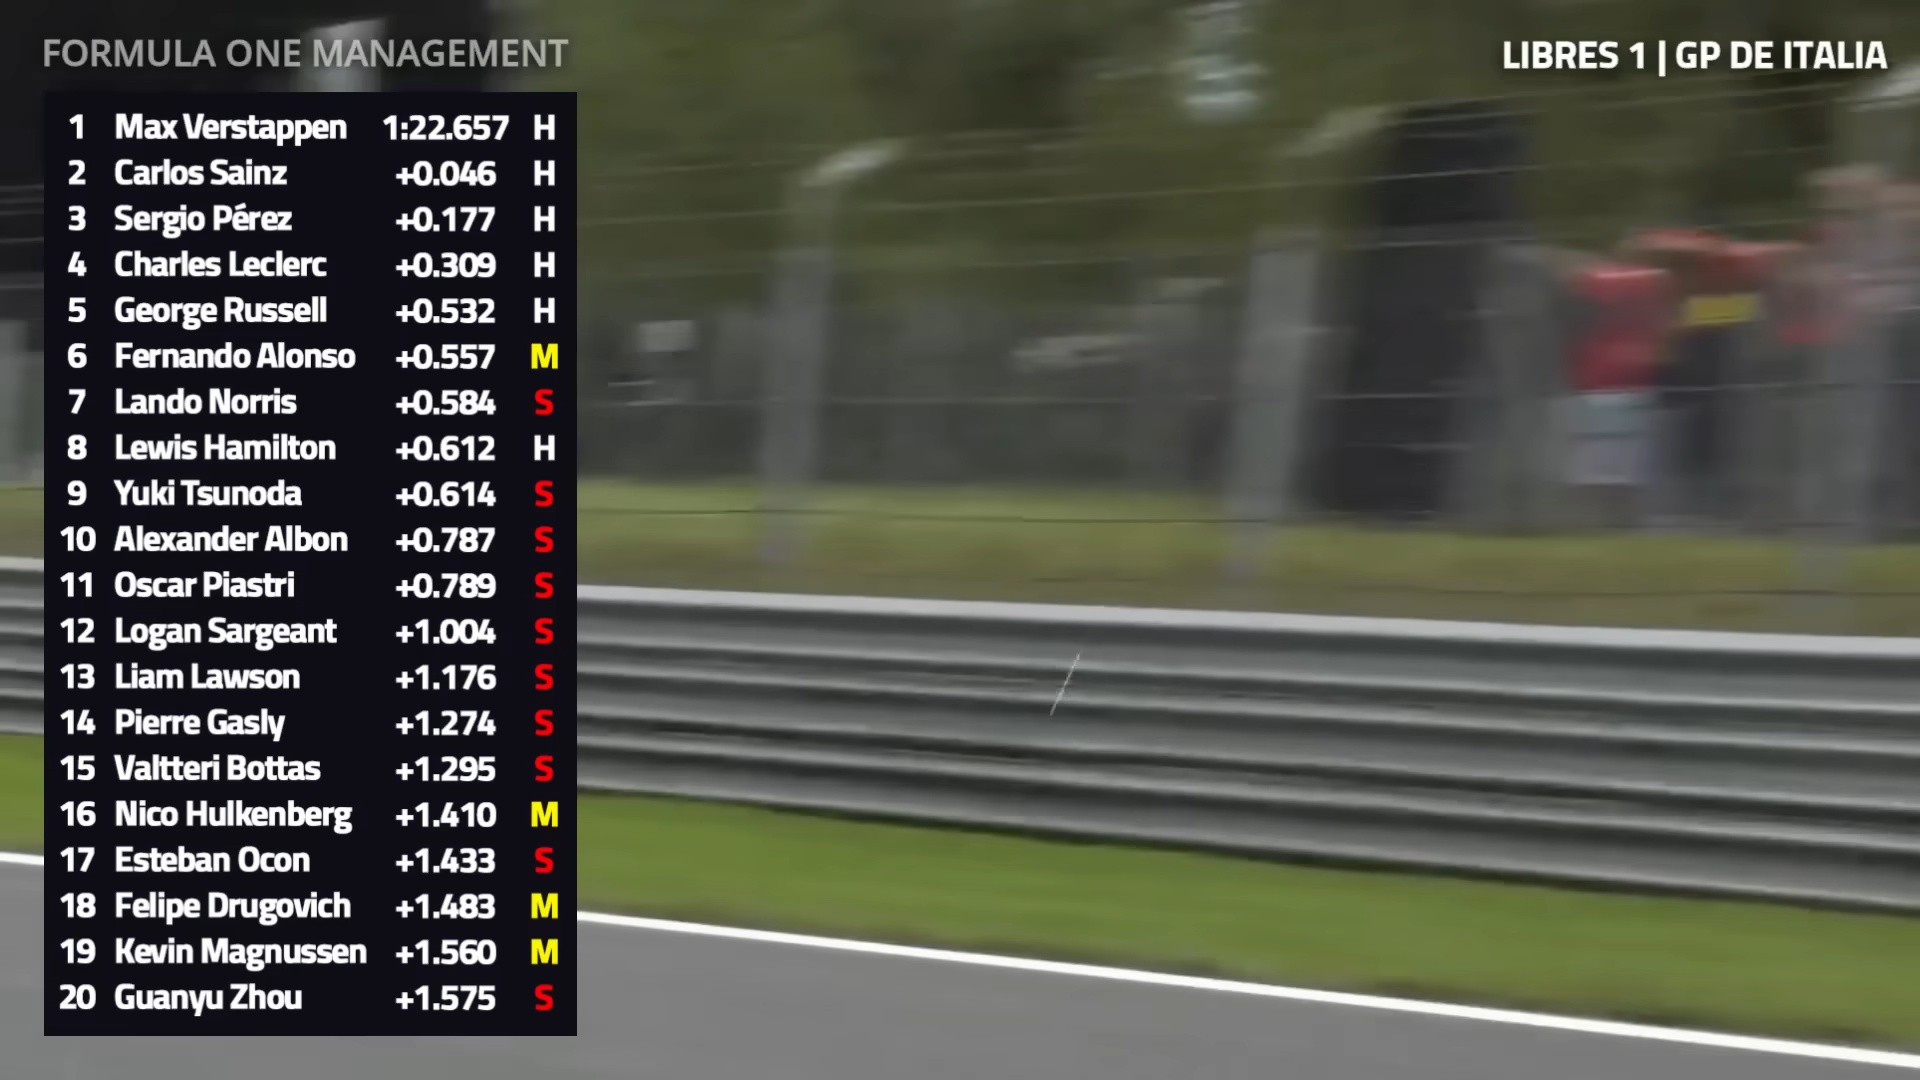 FORMULA ONE MANAGEMENT
LIBRES 1 | GP DE ITALIA
1 Max Verstappen 1:22.657 H
2 Carlos Sainz +0.046 H
3 Sergio Pérez +0.177 H
4 Charles Leclerc +0.309 H
5 George Russell +0.532 H
6 Fernando Alonso +0.557 M
7 Lando Norris +0.584 S
8 Lewis Hamilton +0.612 H
9 Yuki Tsunoda +0.614 S
10 Alexander Albon +0.787 S
11 Oscar Piastri +0.789 S
12 Logan Sargeant +1.004 S
13 Liam Lawson +1.176 S
14 Pierre Gasly +1.274 S
15 Valtteri Bottas +1.295 S
16 Nico Hulkenberg +1.410 M
17 Esteban Ocon +1.433 S
18 Felipe Drugovich +1.483 M
19 Kevin Magnussen +1.560 M
20 Guanyu Zhou +1.575 S